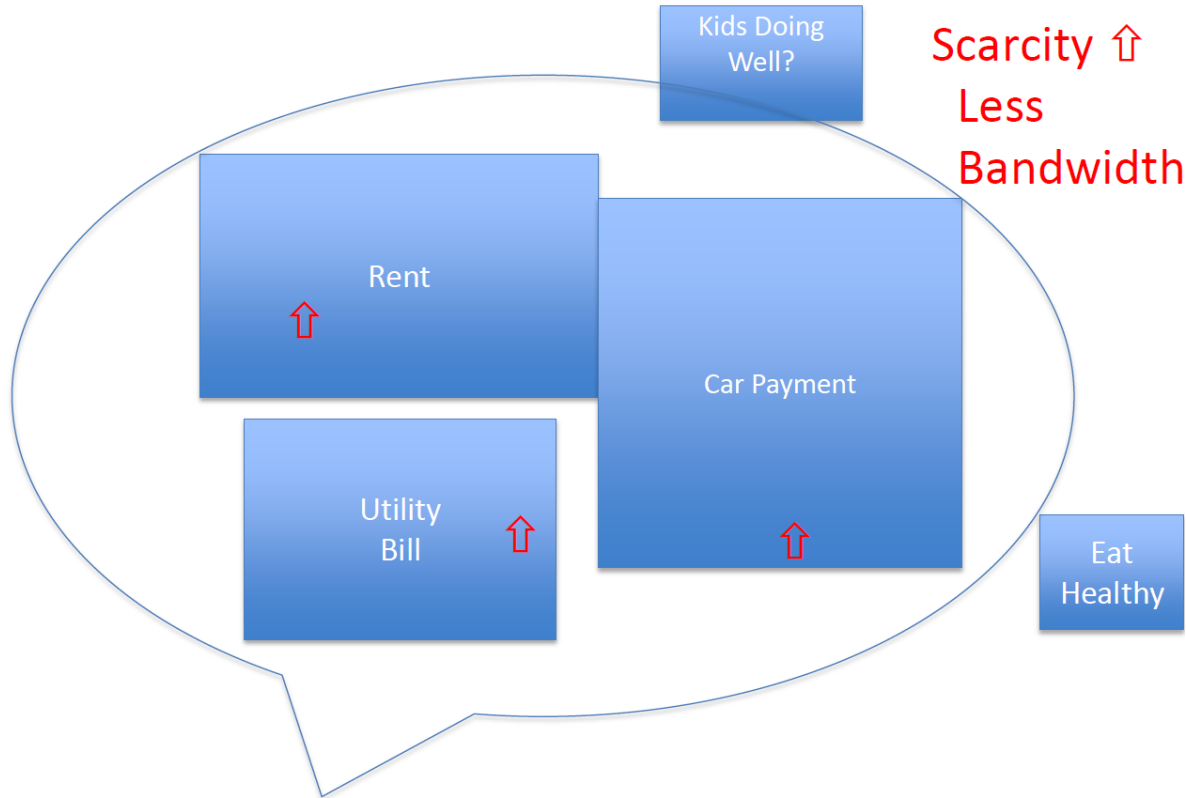 Kids Doing
Well?
Scarcity ⇧
Less
Bandwidth
Rent
⇧
Car Payment
⇧
Utility
Bill
⇧
Eat
Healthy